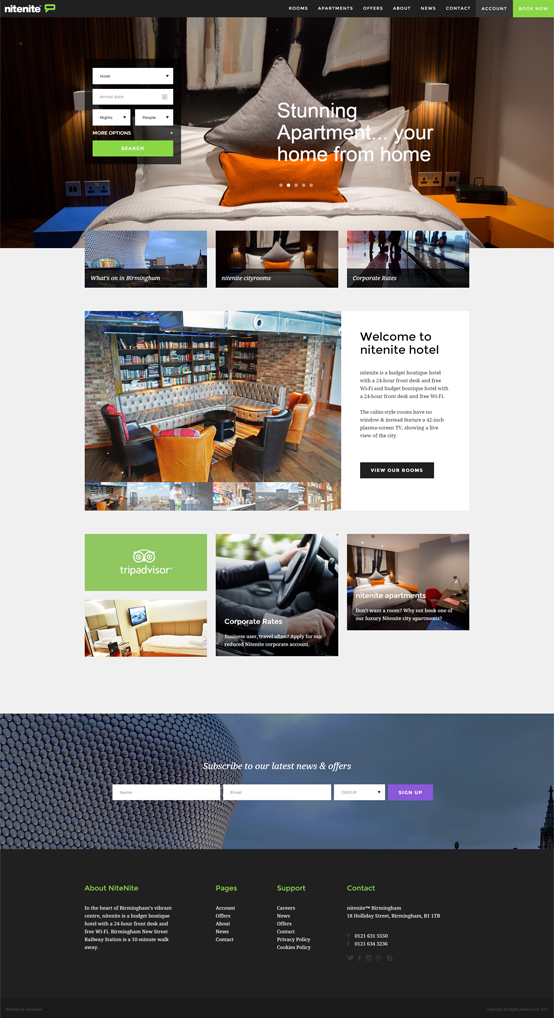 nitenite
ROOMS APARTMENTS OFFERS ABOUT NEWS CONTACT ACCOUNT BOOK NOW
Hotel
Arrival date
Nights People
MORE OPTIONS
SEARCH
Stunning
Apartment... your
home from home
What's on in Birmingham
nitenite cityrooms
Corporate Rates
Welcome to
nitenite hotel
nitenite is a budget boutique hotel
with a 24-hour front desk and free
Wi-Fi and budget boutique hotel with
a 24-hour front desk and free Wi-Fi.
The cabin-style rooms have no
window & instead feature a 42-inch
plasma-screen TV, showing a live
view of the city.
VIEW OUR ROOMS
tripadvisor
Corporate Rates
Business user, travel often? Apply for our
reduced Nitenite corporate account.
nitenite apartments
Don't want a room? Why not book one of
our luxury Nitenite city apartments?
Subscribe to our latest news & offers
Name Email GROUP SIGN UP
About NiteNite
In the heart of Birmingham's vibrant
centre, nitenite is a budget boutique
hotel with a 24-hour front desk and
free Wi-Fi. Birmingham New Street
Railway Station is a 10-minute walk
away.
Pages
Account
Offers
About
News
Contact
Support
Careers
News
Offers
Contact
Privacy Policy
Cookies Policy
Contact
nitenite™ Birmingham
18 Holliday Street, Birmingham, B1 1TB
T 0121 631 5550
F 0121 634 3236